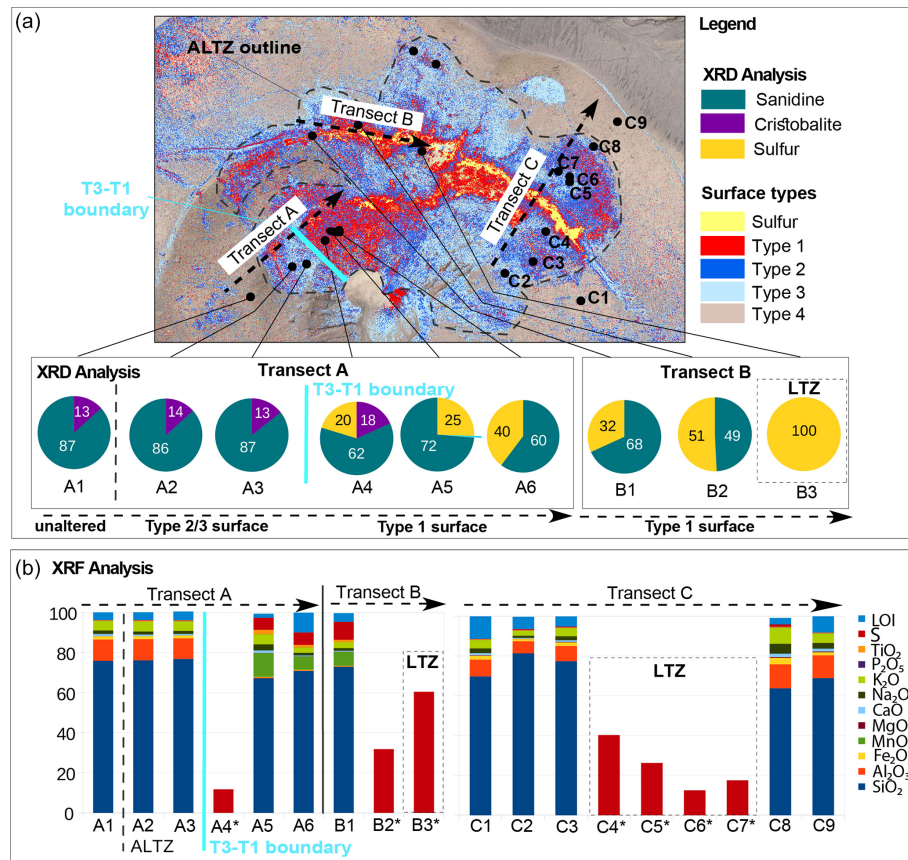 (a)
ALTZ outline
Transect B
T3-T1
boundary
Transect A
Transect C
C9
C8
C7
C6
C5
C4
C3
C2
C1
Legend
XRD Analysis
Sanidine
Cristobalite
Sulfur
Surface types
Sulfur
Type 1
Type 2
Type 3
Type 4
XRD Analysis
Transect A
T3-T1 boundary
Transect B
LTZ
13
87
14
86
13
87
20
18
62
25
72
40
60
32
68
51
49
100
A1
A2
A3
A4
A5
A6
B1
B2
B3
unaltered
Type 2/3 surface
Type 1 surface
Type 1 surface
(b) XRF Analysis
Transect A
Transect B
Transect C
100
80
60
40
20
0
LTZ
LTZ
LOI
S
TiO₂
P₂O₅
K₂O
Na₂O
CaO
MgO
MnO
Fe₂O
Al₂O₃
SiO₂
A1 A2 A3 A4* A5 A6 B1 B2* B3* C1 C2 C3 C4* C5* C6* C7* C8 C9
ALTZ
T3-T1 boundary